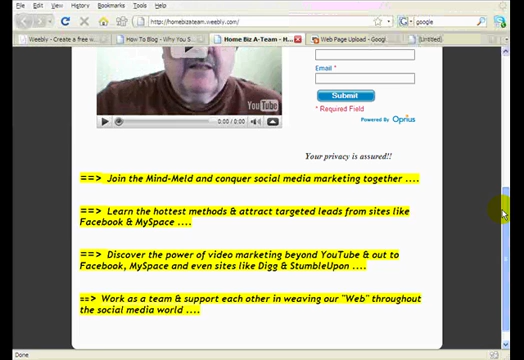 File Edit View History Bookmarks Tools Help
http://homebizateam.weebly.com/
google
Weebly - Create a free w
How To Blog - Why You S
Home Biz A-Team - H...
Web Page Upload - Googl
(Untitled)
YouTube
0:00 / 0:00
Email *
Submit
* Required Field
Powered By Oprius
Your privacy is assured!!
==> Join the Mind-Meld and conquer social media marketing together ....
==> Learn the hottest methods & attract targeted leads from sites like
Facebook & MySpace ....
==> Discover the power of video marketing beyond YouTube & out to
Facebook, MySpace and even sites like Digg & StumbleUpon ....
==> Work as a team & support each other in weaving our "Web" throughout
the social media world ....
Done